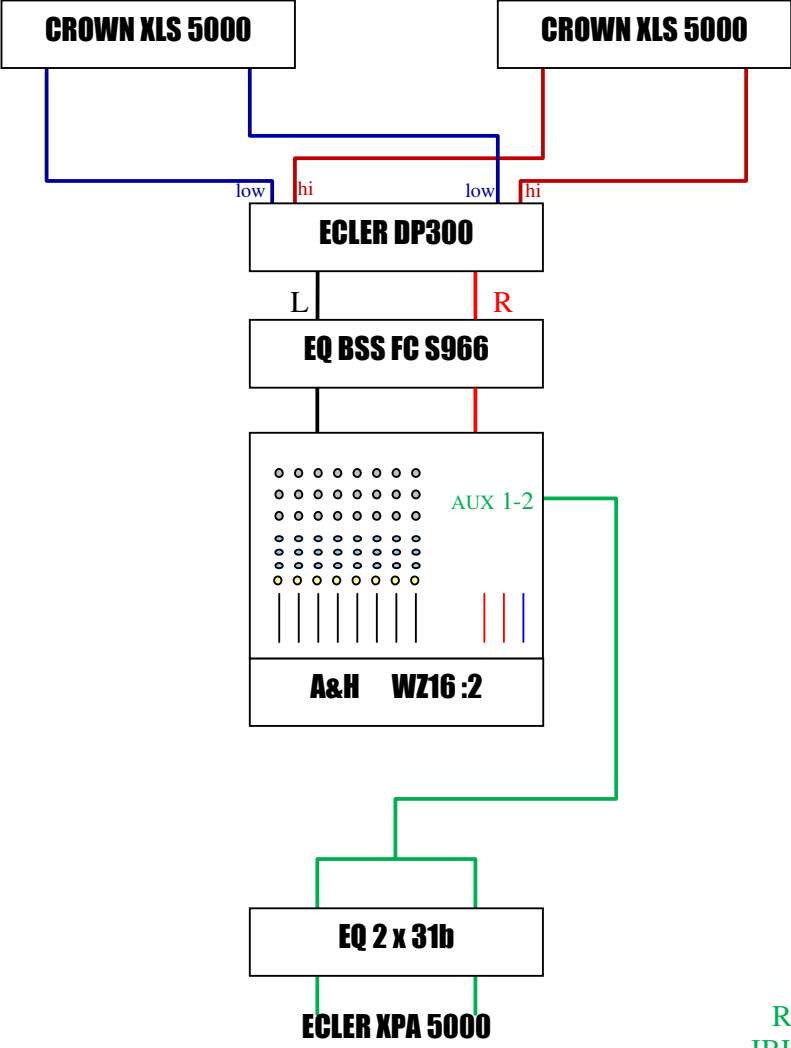 CROWN XLS 5000
CROWN XLS 5000
low
hi
low
hi
ECLER DP300
L
R
EQ BSS FC S966
AUX 1-2
A&H WZ16 :2
EQ 2 x 31b
ECLER XPA 5000
R